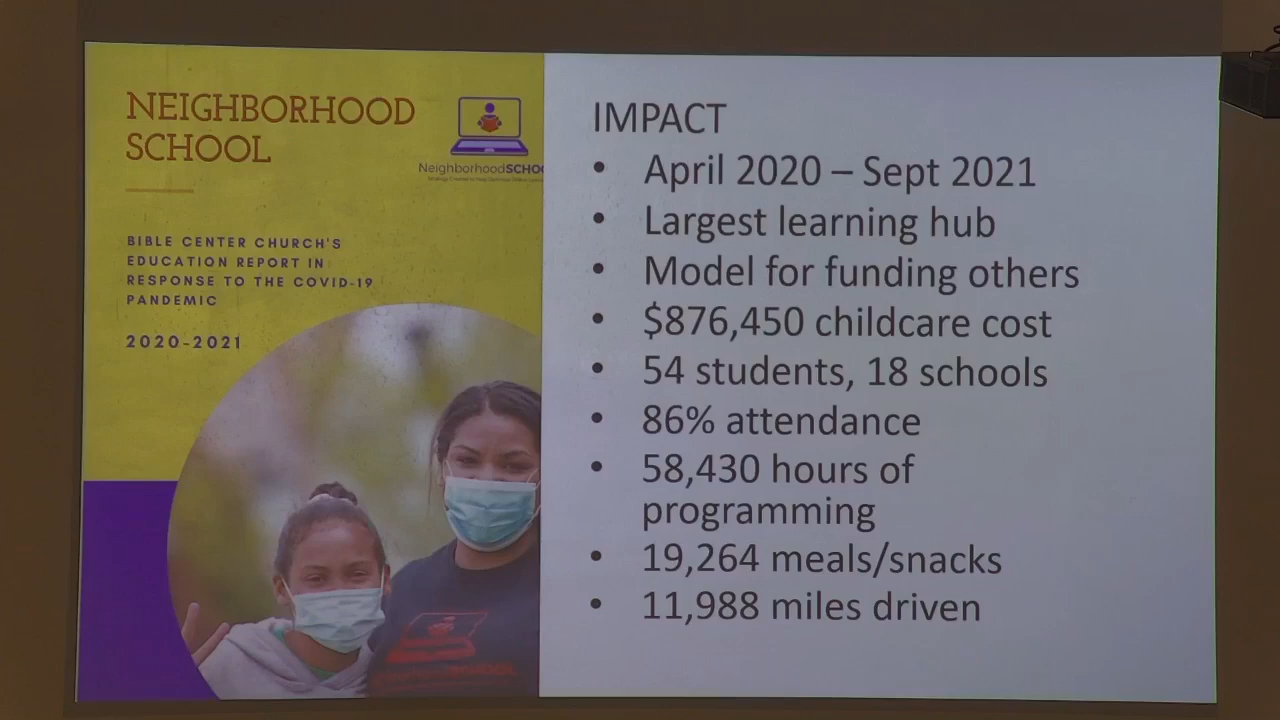 NEIGHBORHOOD
SCHOOL
NeighborhoodSCHOO
BIBLE CENTER CHURCH'S
EDUCATION REPORT IN
RESPONSE TO THE COVID-19
PANDEMIC
2020-2021
IMPACT
• April 2020 – Sept 2021
• Largest learning hub
• Model for funding others
• $876,450 childcare cost
• 54 students, 18 schools
• 86% attendance
• 58,430 hours of
programming
• 19,264 meals/snacks
• 11,988 miles driven